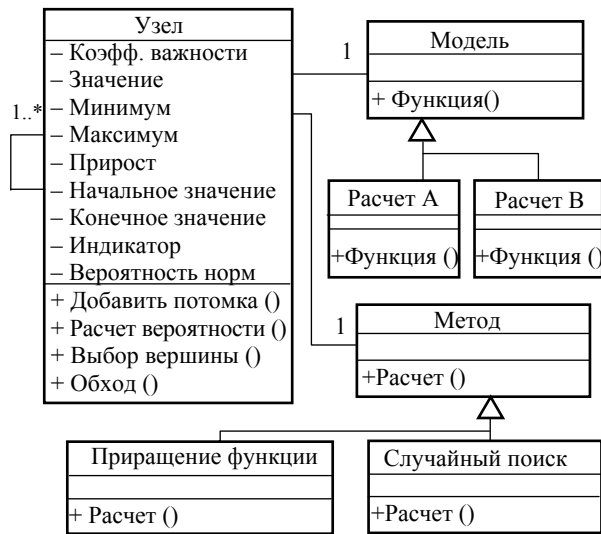 Узел
– Коэфф. важности
– Значение
– Минимум
– Максимум
– Прирост
– Начальное значение
– Конечное значение
– Индикатор
– Вероятность норм
+ Добавить потомка ()
+ Расчет вероятности ()
+ Выбор вершины ()
+ Обход ()
1..*
1
Модель
+ Функция()
Расчет А
+Функция ()
Расчет В
+Функция ()
1
Метод
+Расчет ()
Приращение функции
+ Расчет ()
Случайный поиск
+Расчет ()